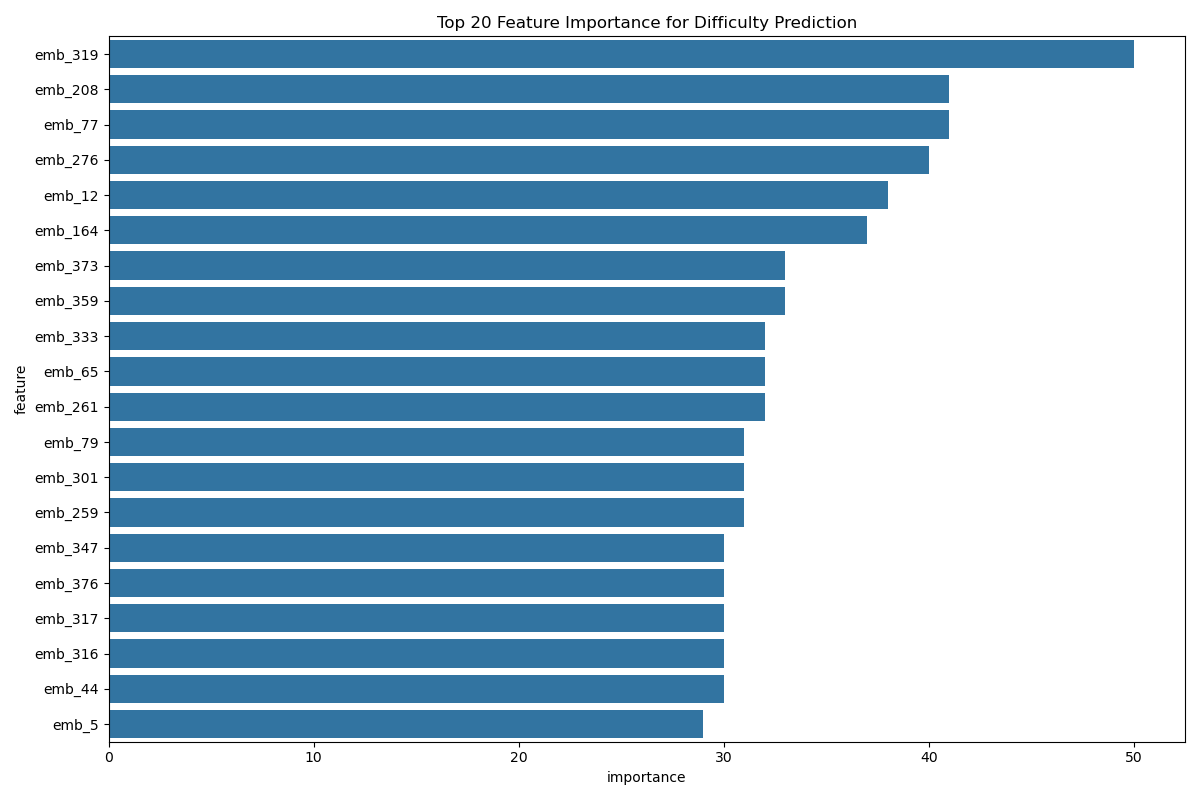 Top 20 Feature Importance for Difficulty Prediction
feature
emb_319
emb_208
emb_77
emb_276
emb_12
emb_164
emb_373
emb_359
emb_333
emb_65
emb_261
emb_79
emb_301
emb_259
emb_347
emb_376
emb_317
emb_316
emb_44
emb_5
0 10 20 30 40 50
importance